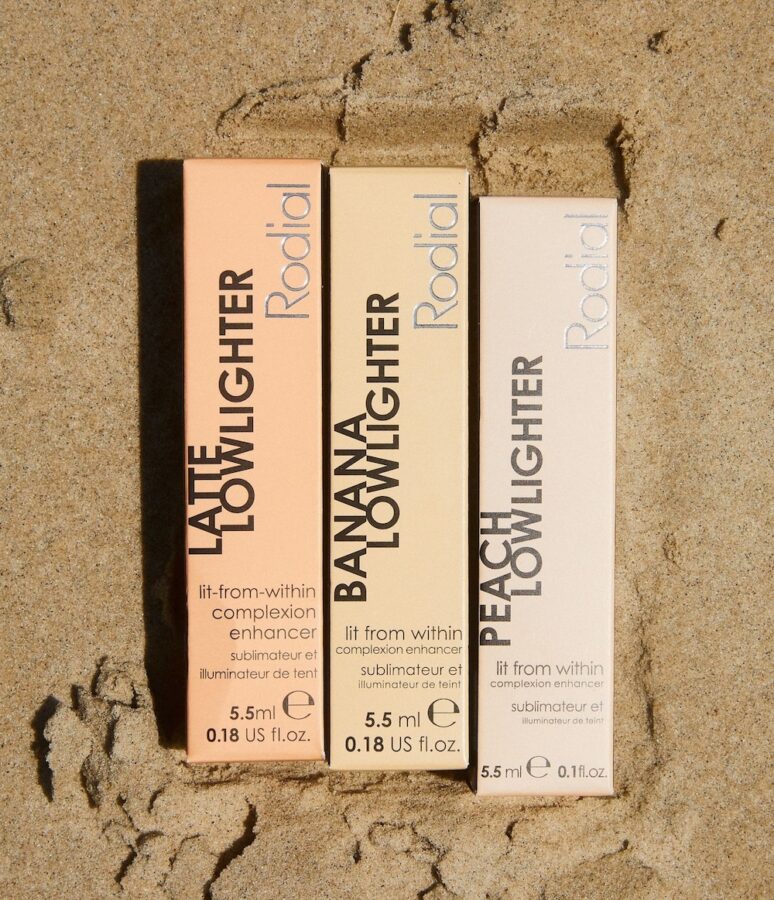 Rodial
LATTE
LOWLIGHTER
lit-from-within
complexion
enhancer
sublimateur et
illuminateur de tent
5.5ml e
0.18 US fl.oz.
Rodial
BANANA
LOWLIGHTER
lit from within
complexion enhancer
sublimateur et
illuminateur de teint
5.5 ml e
0.18 US fl.oz.
Rodial
PEACH
LOWLIGHTER
lit from within
complexion enhancer
sublimateur et
illuminateur de teint
5.5 ml e 0.1fl.oz.